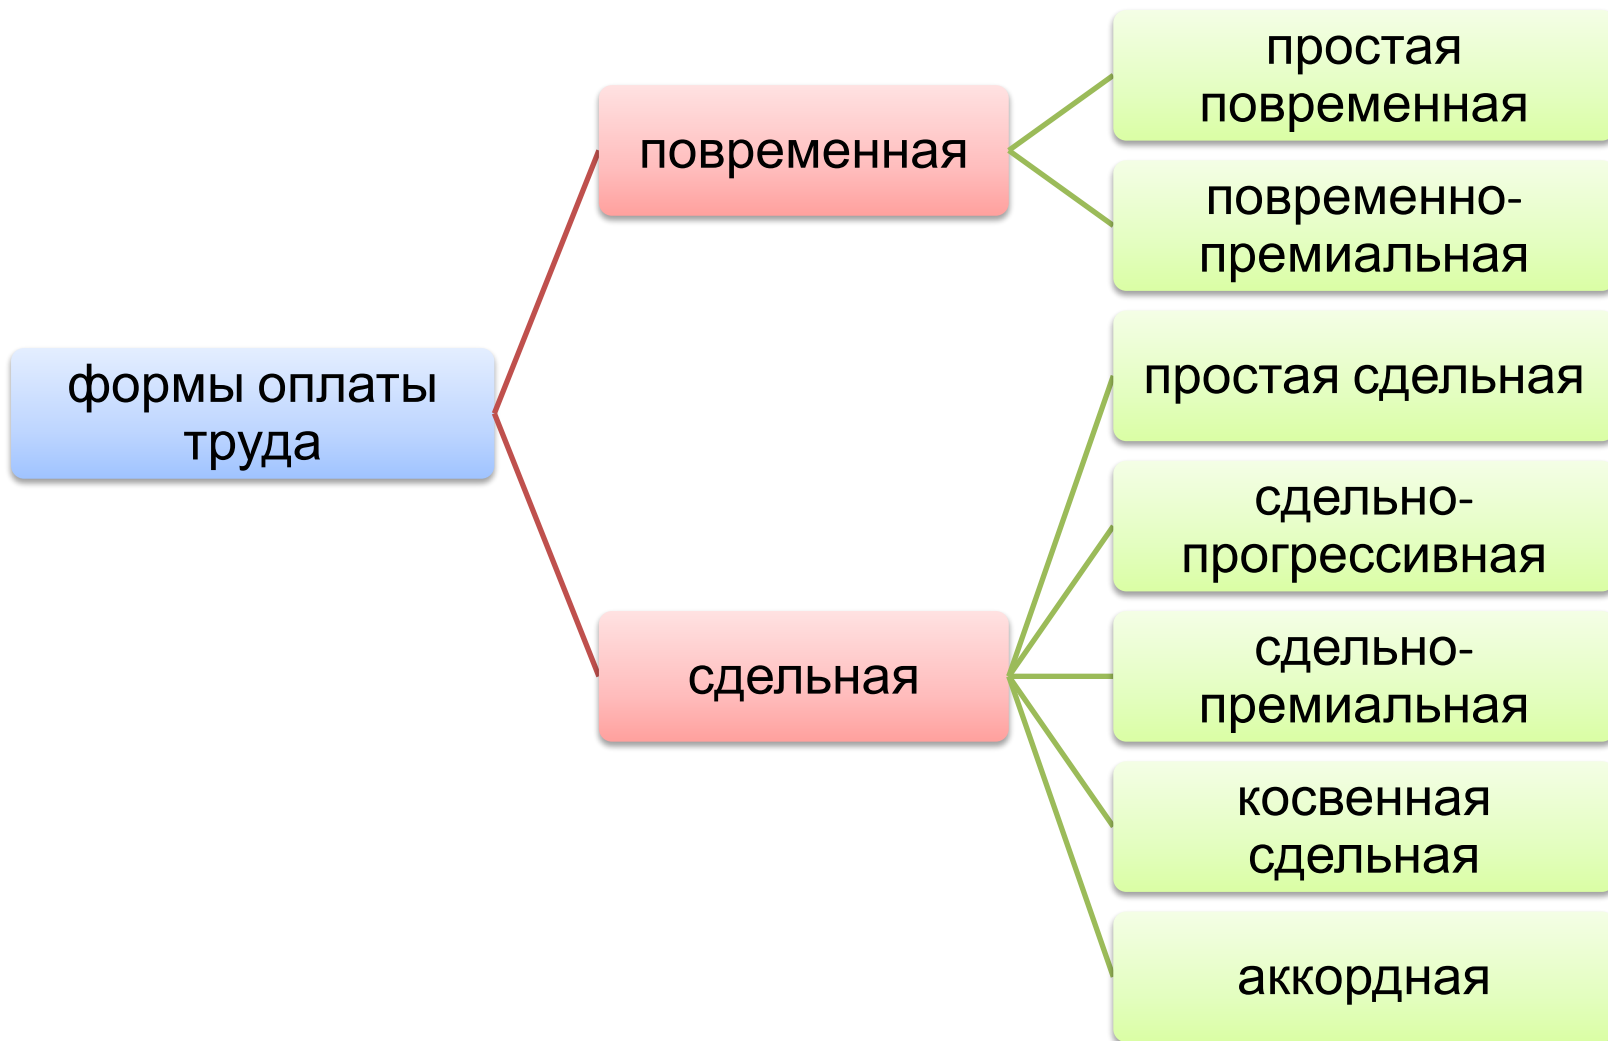 формы оплаты
труда
повременная
простая
повременная
повременно-
премиальная
сдельная
простая сдельная
сдельно-
прогрессивная
сдельно-
премиальная
косвенная
сдельная
аккордная